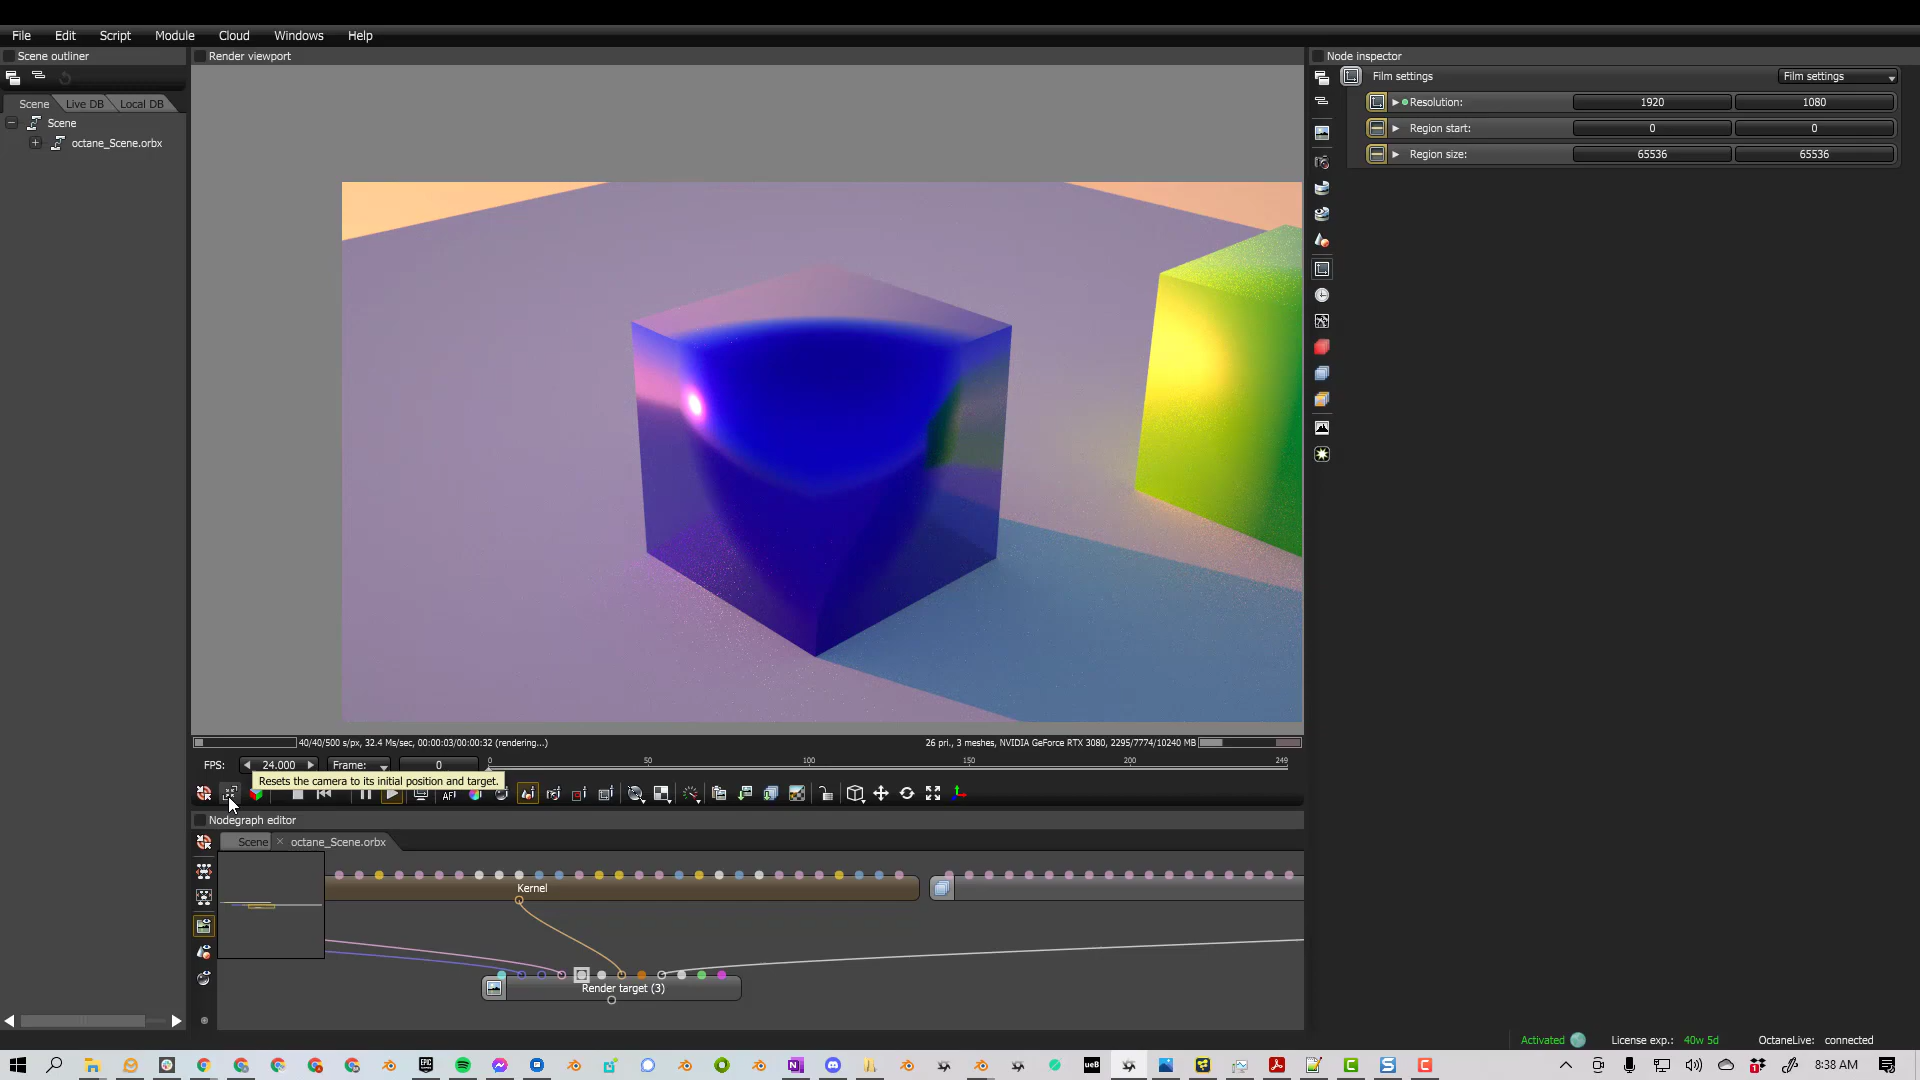 File Edit Script Module Cloud Windows Help
Scene outliner
Render viewport
Node inspector
Film settings
Film settings
Scene Live DB Local DB
Resolution: 1920 1080
Scene
Region start: 0 0
octane_Scene.orbx
Region size: 65536 65536
40/40/500 s/px, 32.4 Ms/sec, 00:00:03/00:00:32 (rendering...)
26 pri., 3 meshes, NVIDIA GeForce RTX 3080, 2295/7774/10240 MB
FPS: 24.000 Frame: 0
0 50 100 150 200 249
Resets the camera to its initial position and target.
AF
Nodegraph editor
Scene octane_Scene.orbx
Kernel
Render target (3)
Activated License exp.: 40w 5d OctaneLive: connected
EPIC
ueB
8:38 AM